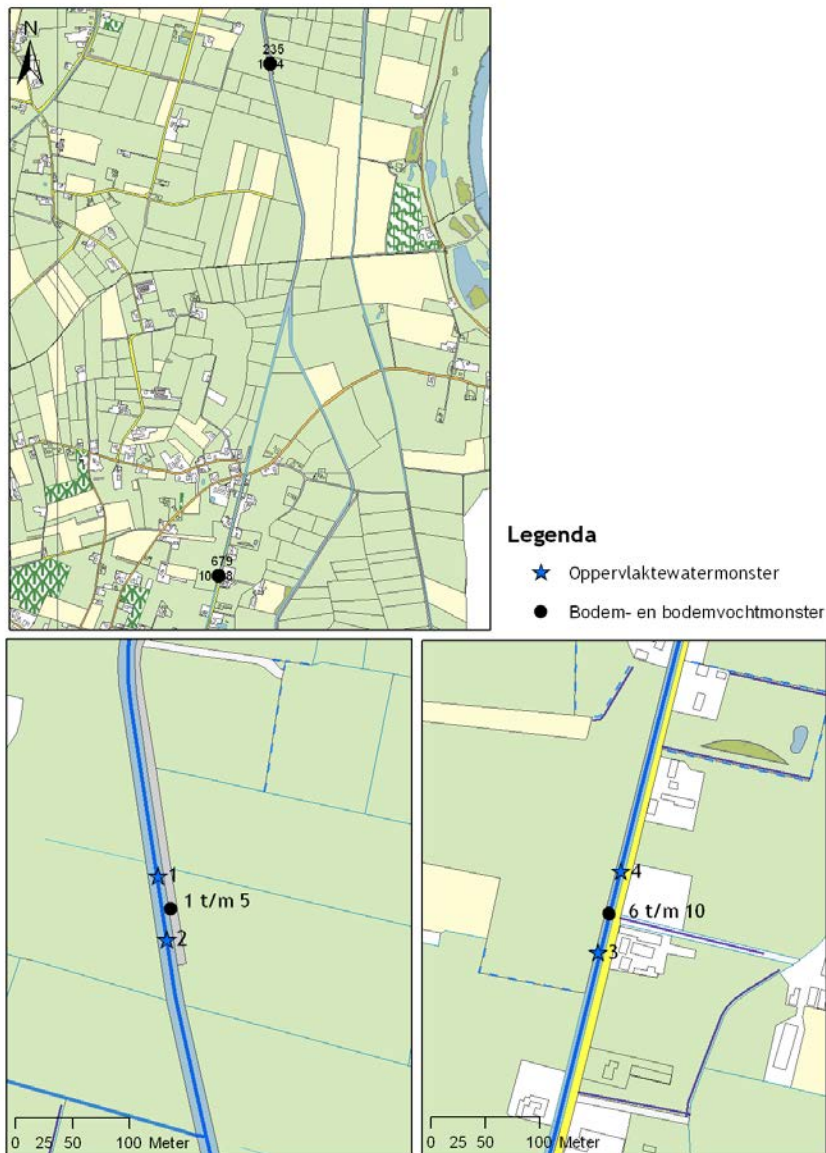 N
235
679
Legenda
Oppervlaktewatermonster
Bodem- en bodemvochtmonster
1
1 t/m 5
2
0 25 50 100 Meter
4
6 t/m 10
3
0 25 50 100 Meter